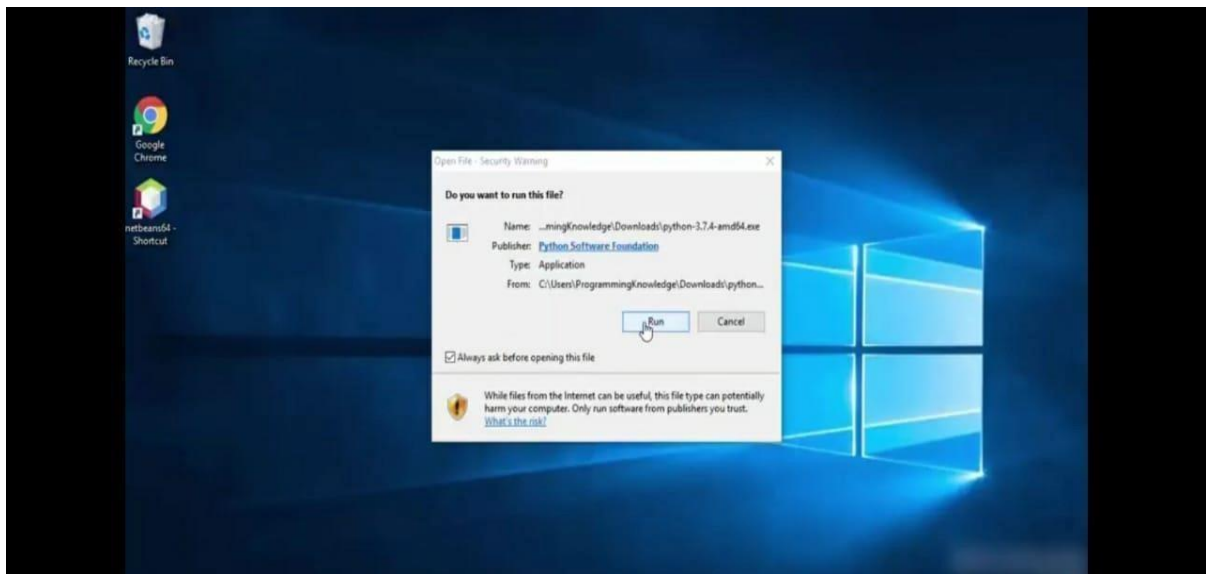 Recycle Bin
Google
Chrome
netbeans64 -
Shortcut
Open File - Security Warning
Do you want to run this file?
Name: ...mingKnowledge\Downloads\python-3.7.4-amd64.exe
Publisher: Python Software Foundation
Type: Application
From: C:\Users\ProgrammingKnowledge\Downloads\python...
Run Cancel
Always ask before opening this file
While files from the Internet can be useful, this file type can potentially
harm your computer. Only run software from publishers you trust.
What's the risk?